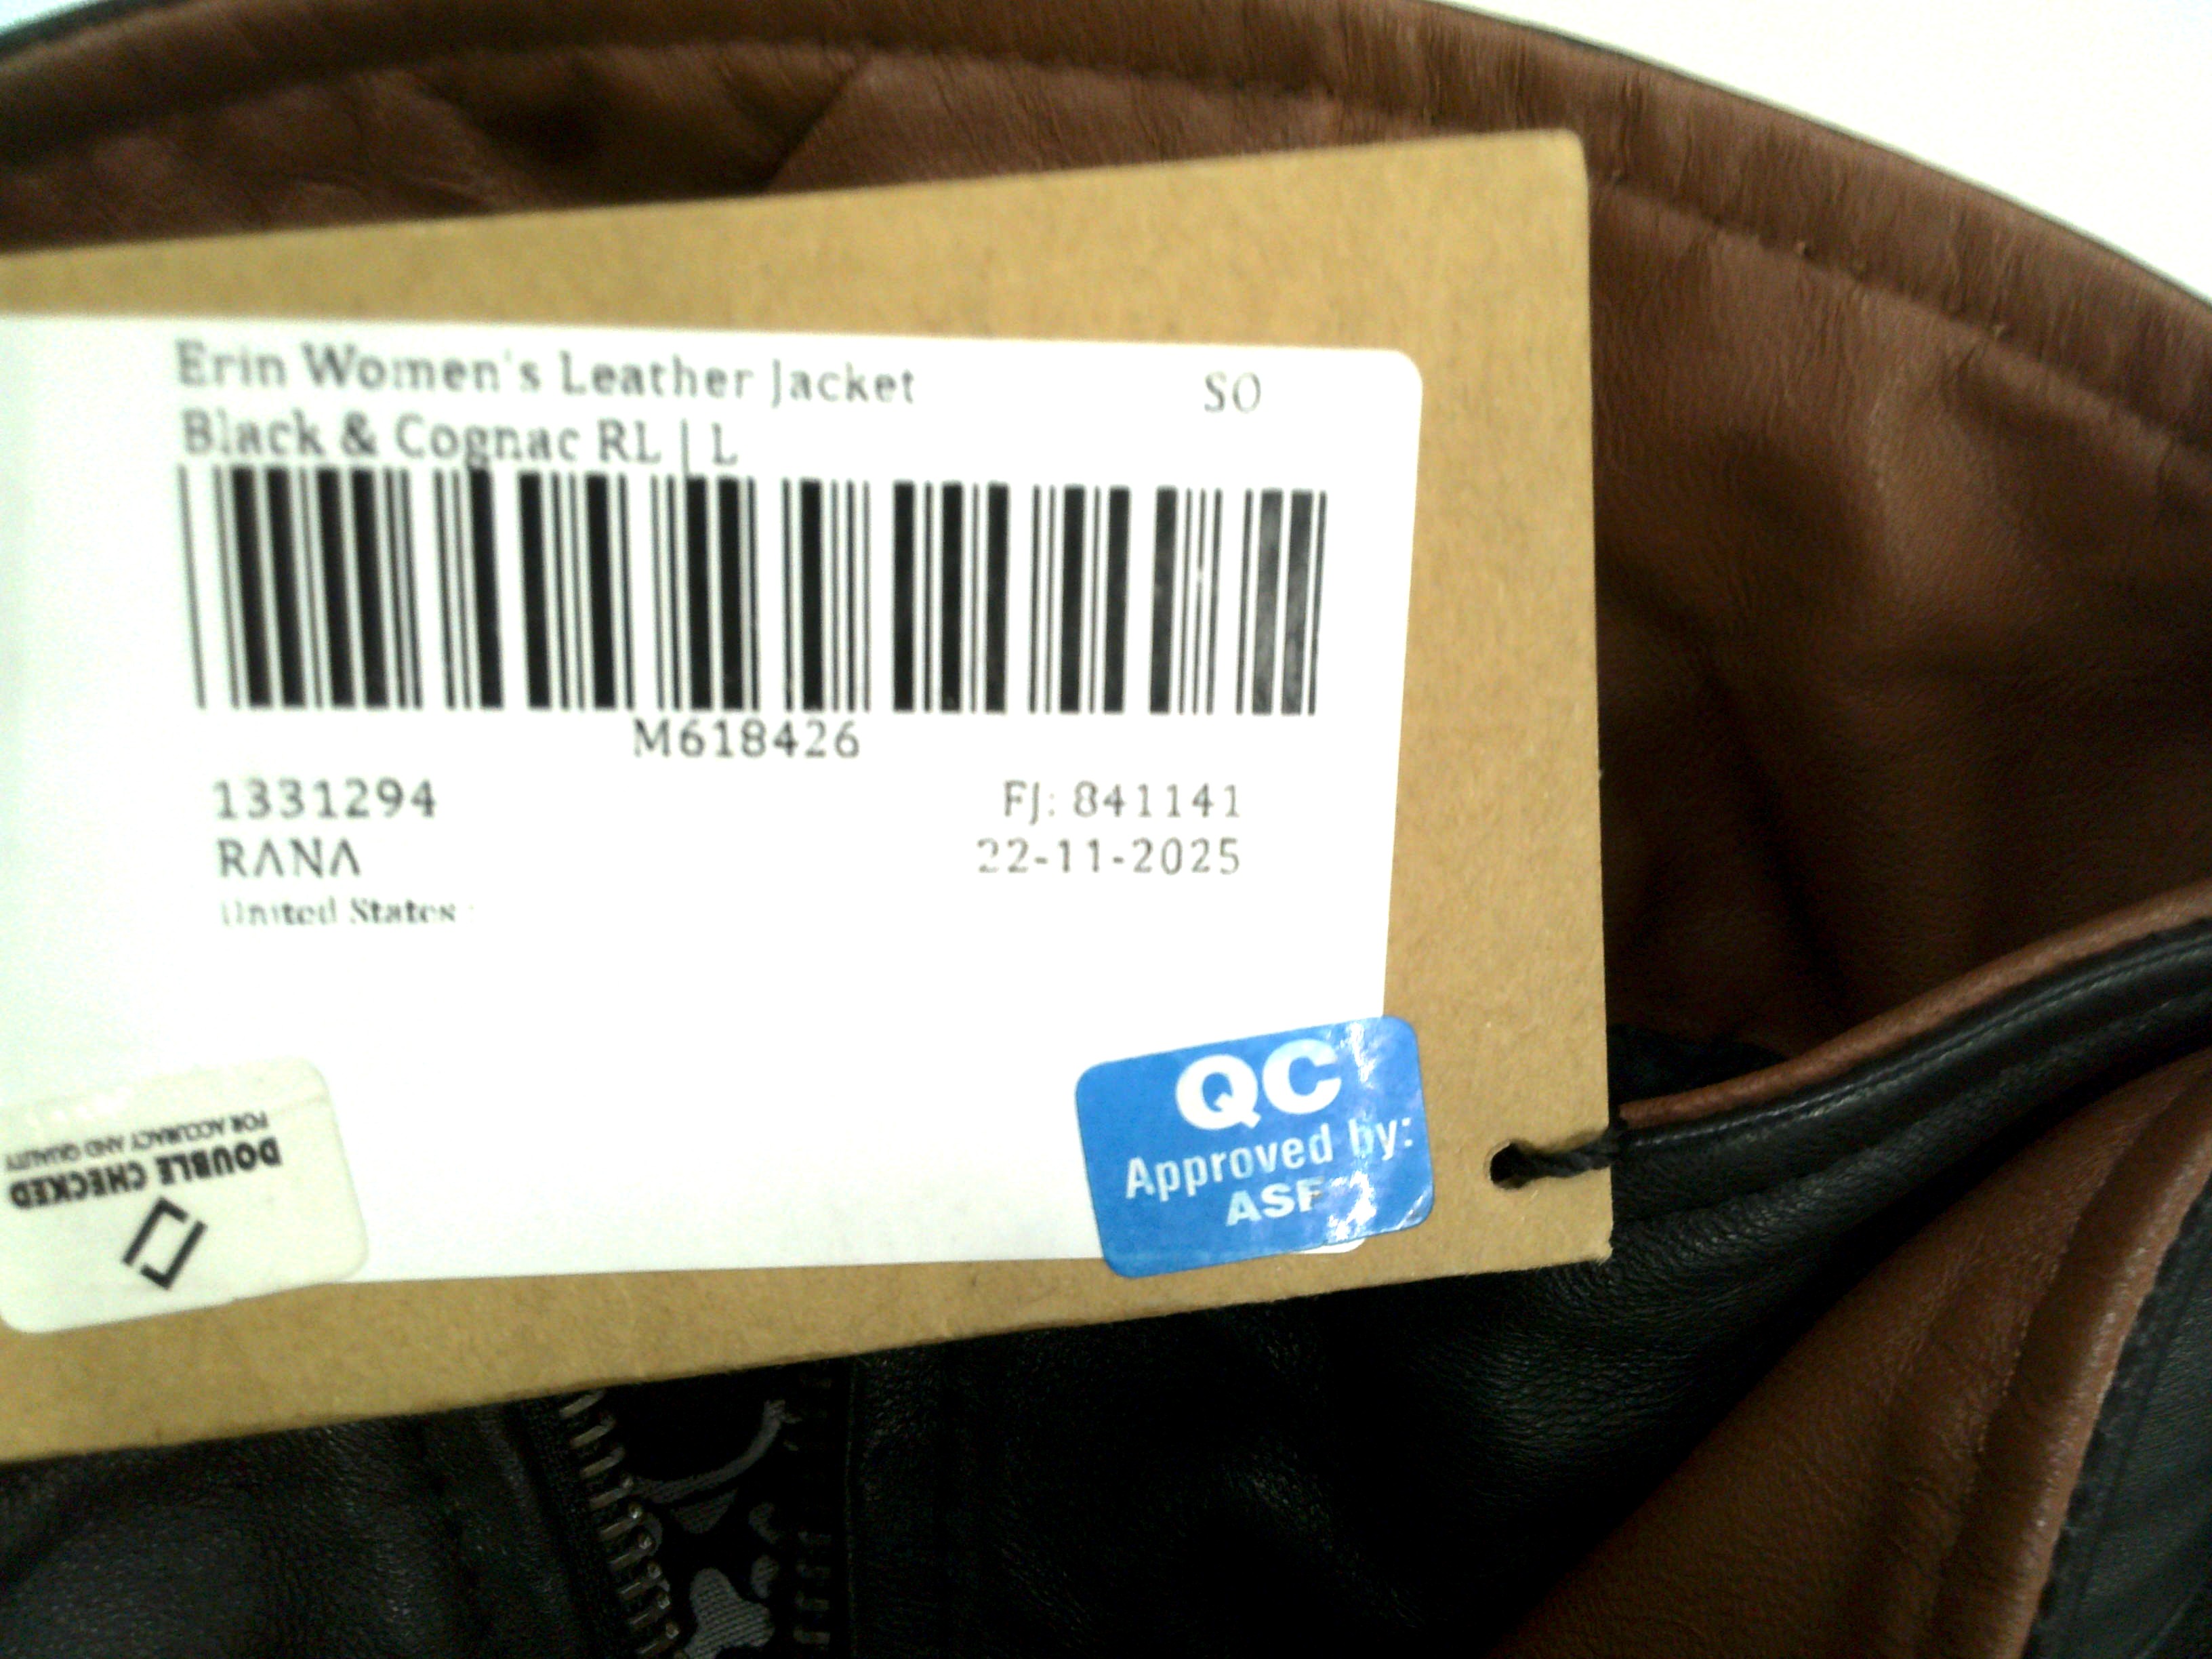 Erin Women's Leather Jacket SO
Black & Cognac RL | L
M618426
1331294 FJ: 841141
RANA 22-11-2025
United States
QC
Approved by:
ASF
DOUBLE CHECKED
FOR ACCURACY AND QUALITY